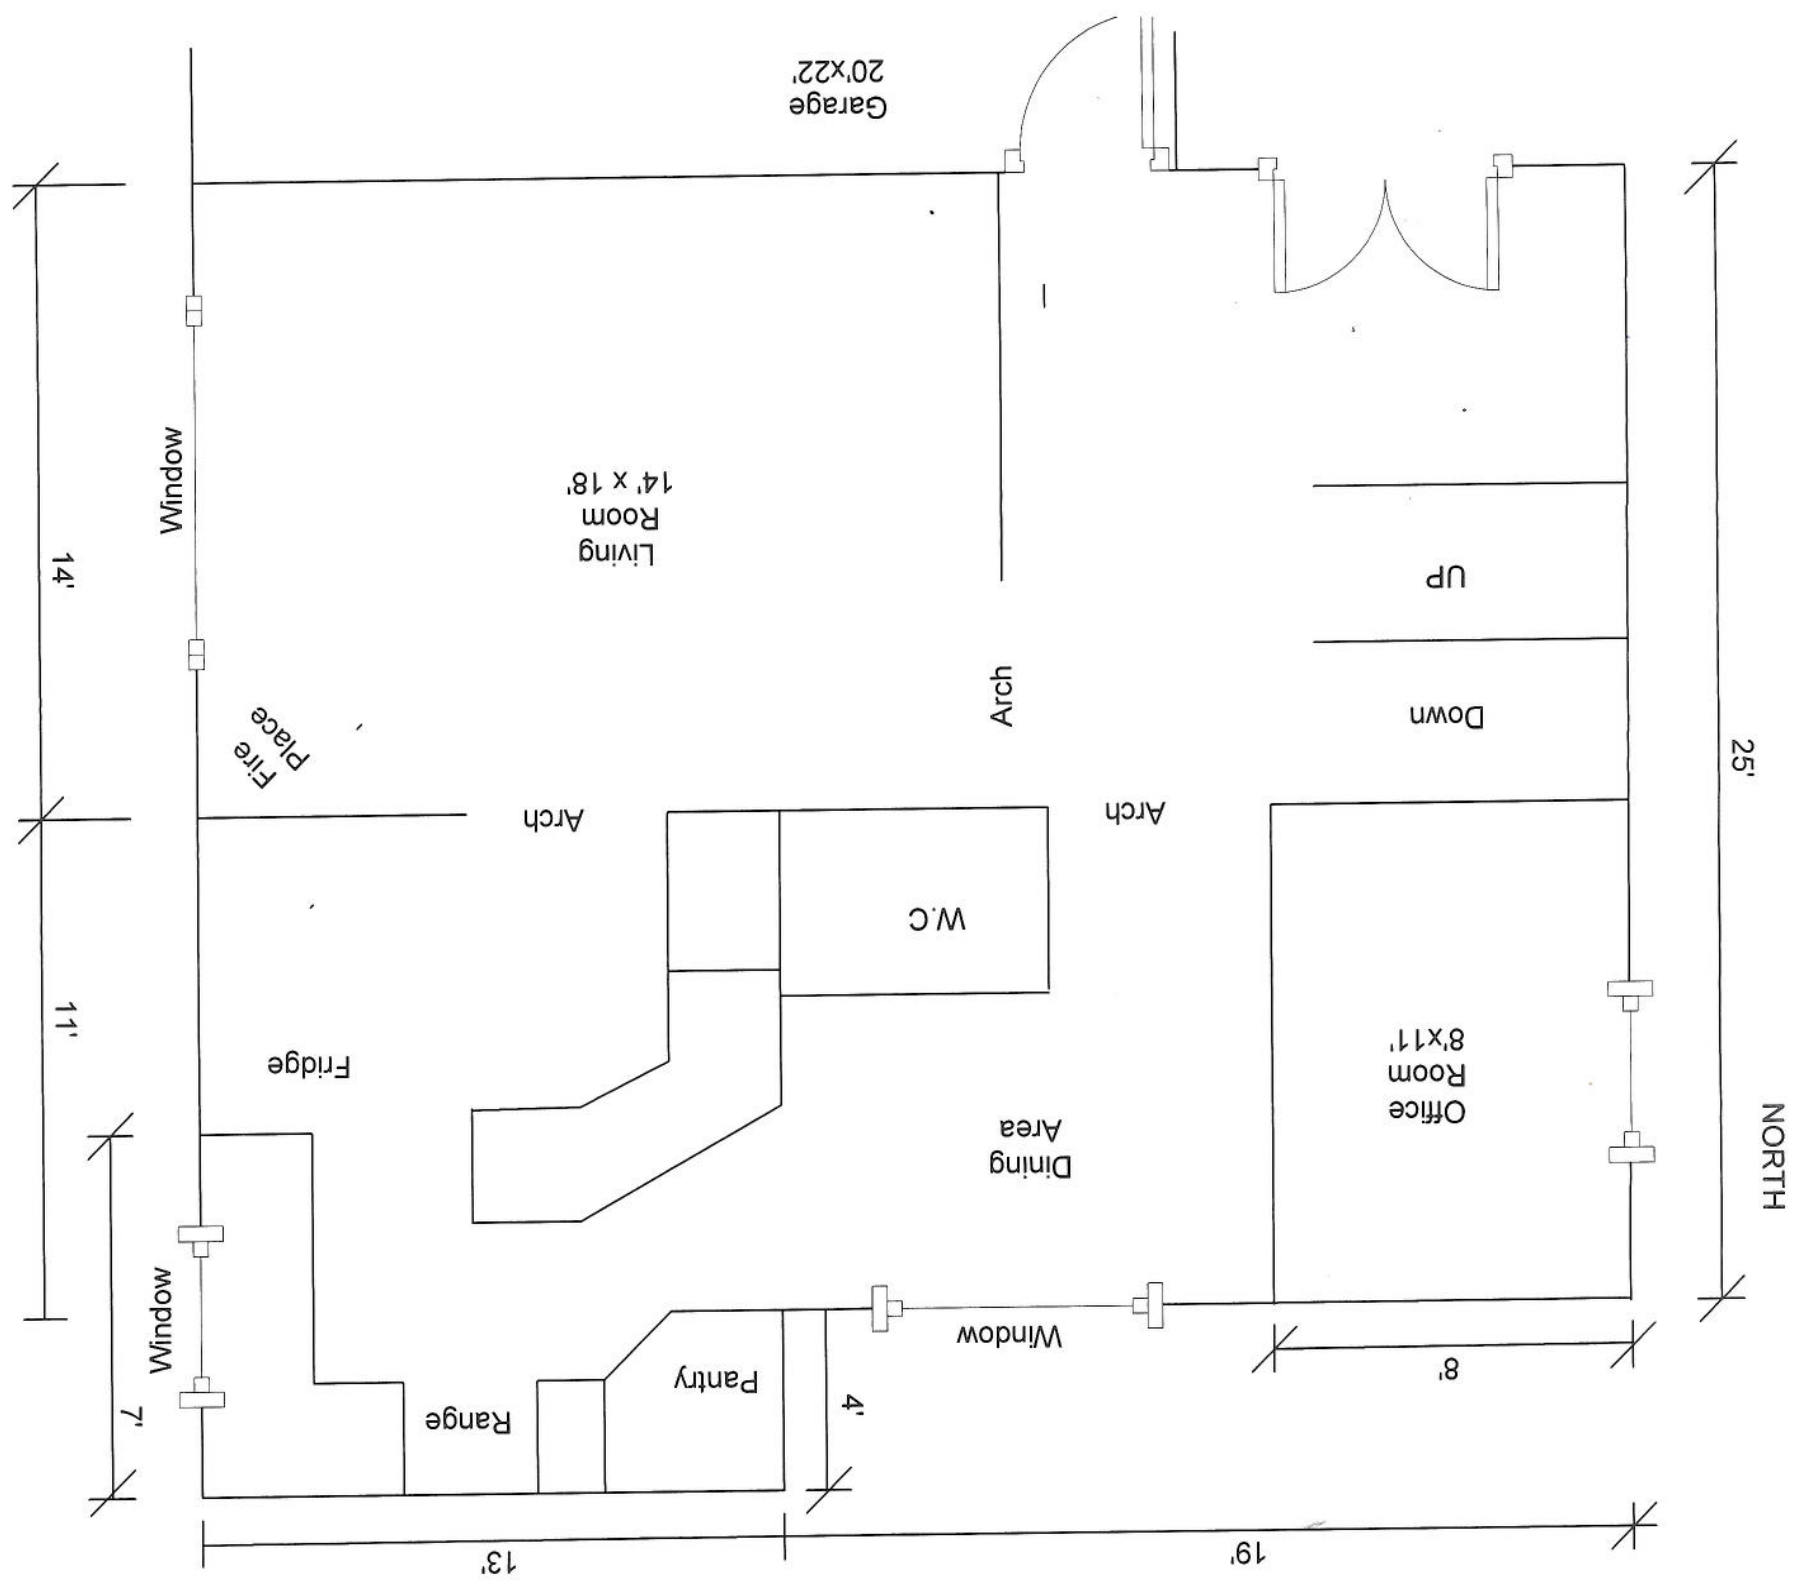 19'
13'
8'
4'
Pantry
Range
7'
Window
Window
NORTH
Office
Room
8'x11'
Dining
Area
Fridge
11'
W.C
Arch
Arch
Fire
Place
25'
Down
Arch
UP
Living
Room
14' x 18'
14'
Window
Garage
20'x22'